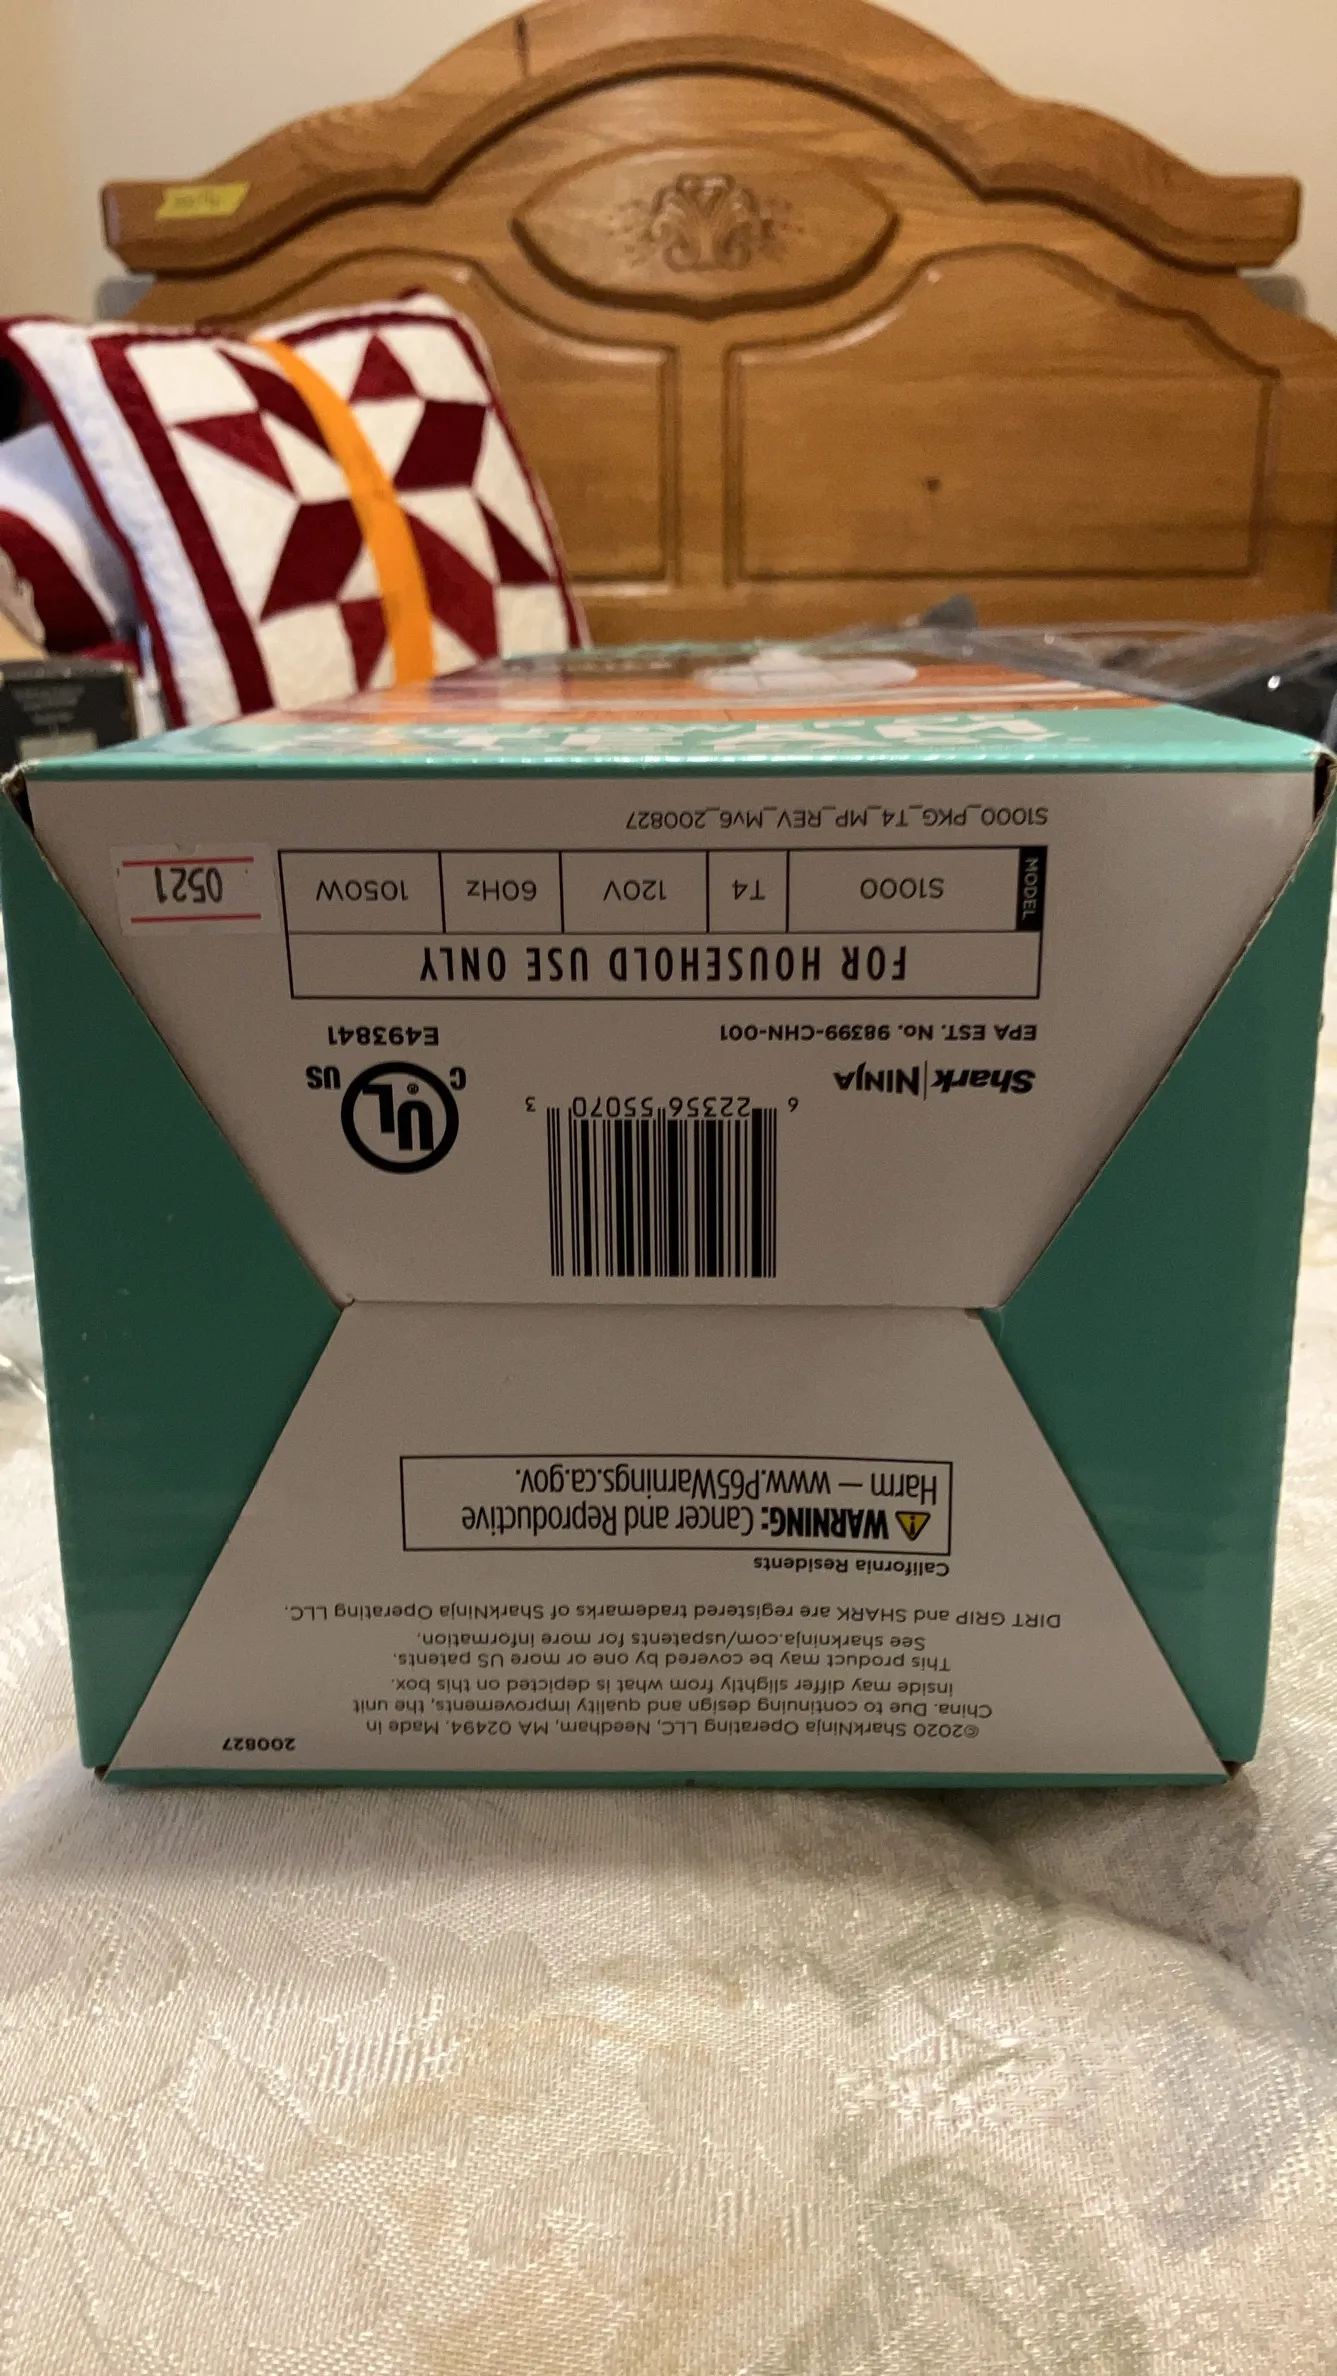 200827
©2020 SharkNinja Operating LLC, Needham, MA 02494. Made in
China. Due to continuing design and quality improvements, the unit
inside may differ slightly from what is depicted on this box.
This product may be covered by one or more US patents.
See sharkninja.com/uspatents for more information.
DIRT GRIP and SHARK are registered trademarks of SharkNinja Operating LLC.
California Residents
WARNING: Cancer and Reproductive
Harm — www.P65Warnings.ca.gov.
6 22356 55070 3
Shark|NINJA
C UL® US
EPA EST. No. 98399-CHN-001
E493841
FOR HOUSEHOLD USE ONLY
MODEL S1000 T4 120V 60Hz 1050W
0521
S1000_PKG_T4_MP_REV_Mv6_200827